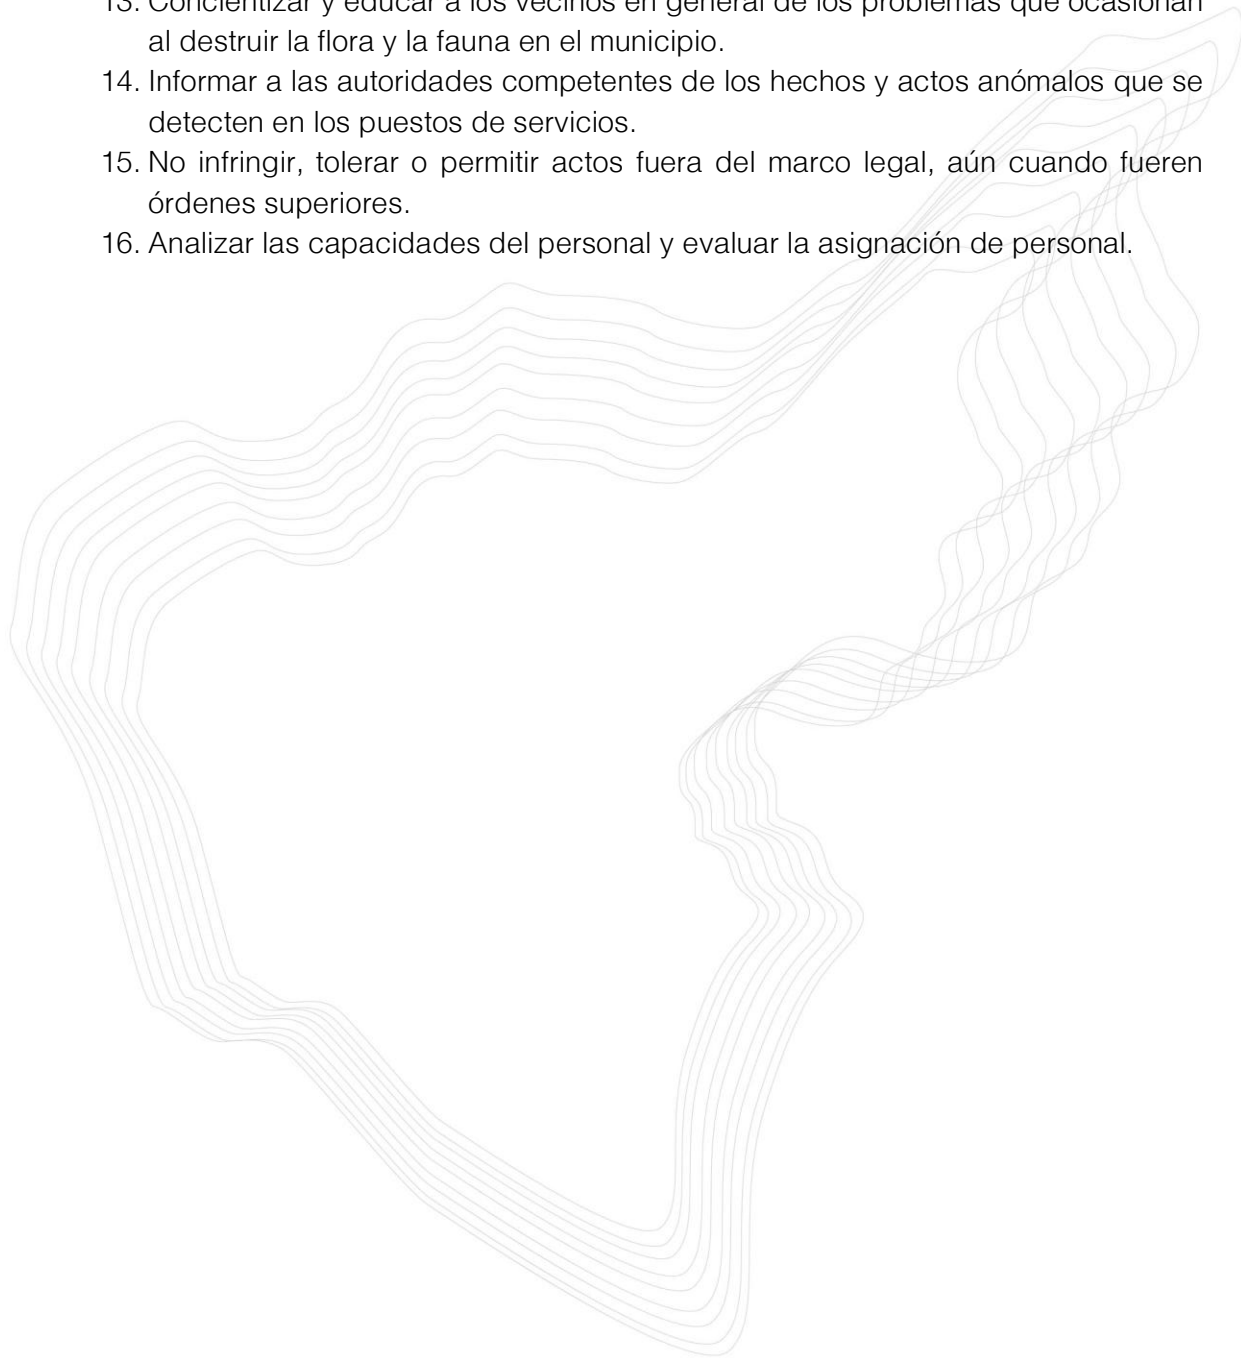 13. Concientizar y educar a los vecinos en general de los problemas que ocasionan
al destruir la flora y la fauna en el municipio.
14. Informar a las autoridades competentes de los hechos y actos anómalos que se
detecten en los puestos de servicios.
15. No infringir, tolerar o permitir actos fuera del marco legal, aún cuando fueren
órdenes superiores.
16. Analizar las capacidades del personal y evaluar la asignación de personal.